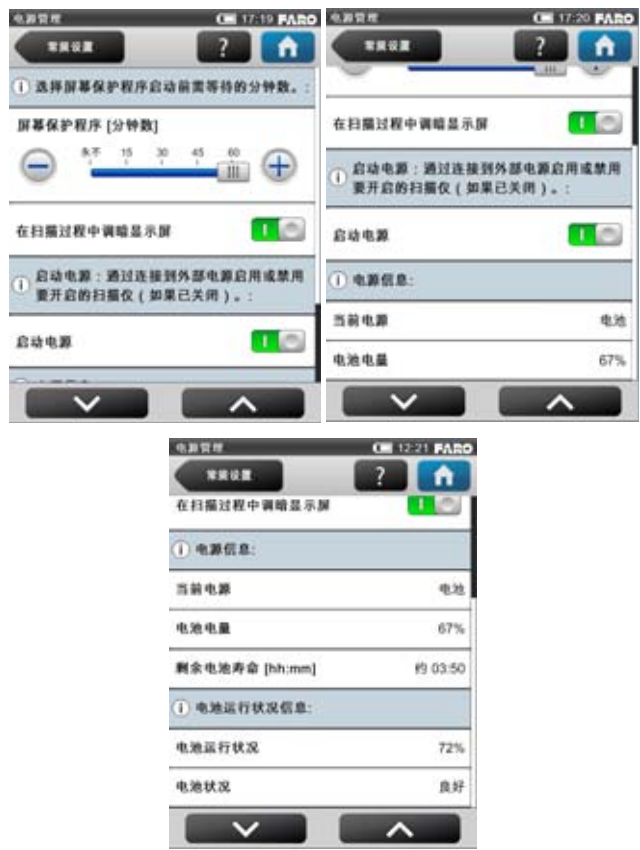 电源管理 17:19 FARO
常规设置 ?
i 选择屏幕保护程序启动前需等待的分钟数。:
屏幕保护程序 [分钟数]
永不 15 30 45 60
在扫描过程中调暗显示屏
i 启动电源：通过连接到外部电源启用或禁用
要开启的扫描仪（如果已关闭）。:
启动电源
电源管理 17:20 FARO
常规设置 ?
在扫描过程中调暗显示屏
i 启动电源：通过连接到外部电源启用或禁用
要开启的扫描仪（如果已关闭）。:
启动电源
i 电源信息:
当前电源 电池
电池电量 67%
电源管理 12:21 FARO
常规设置 ?
在扫描过程中调暗显示屏
i 电源信息:
当前电源 电池
电池电量 67%
剩余电池寿命 [hh:mm] 约 03:50
i 电池运行状况信息:
电池运行状况 72%
电池状况 良好